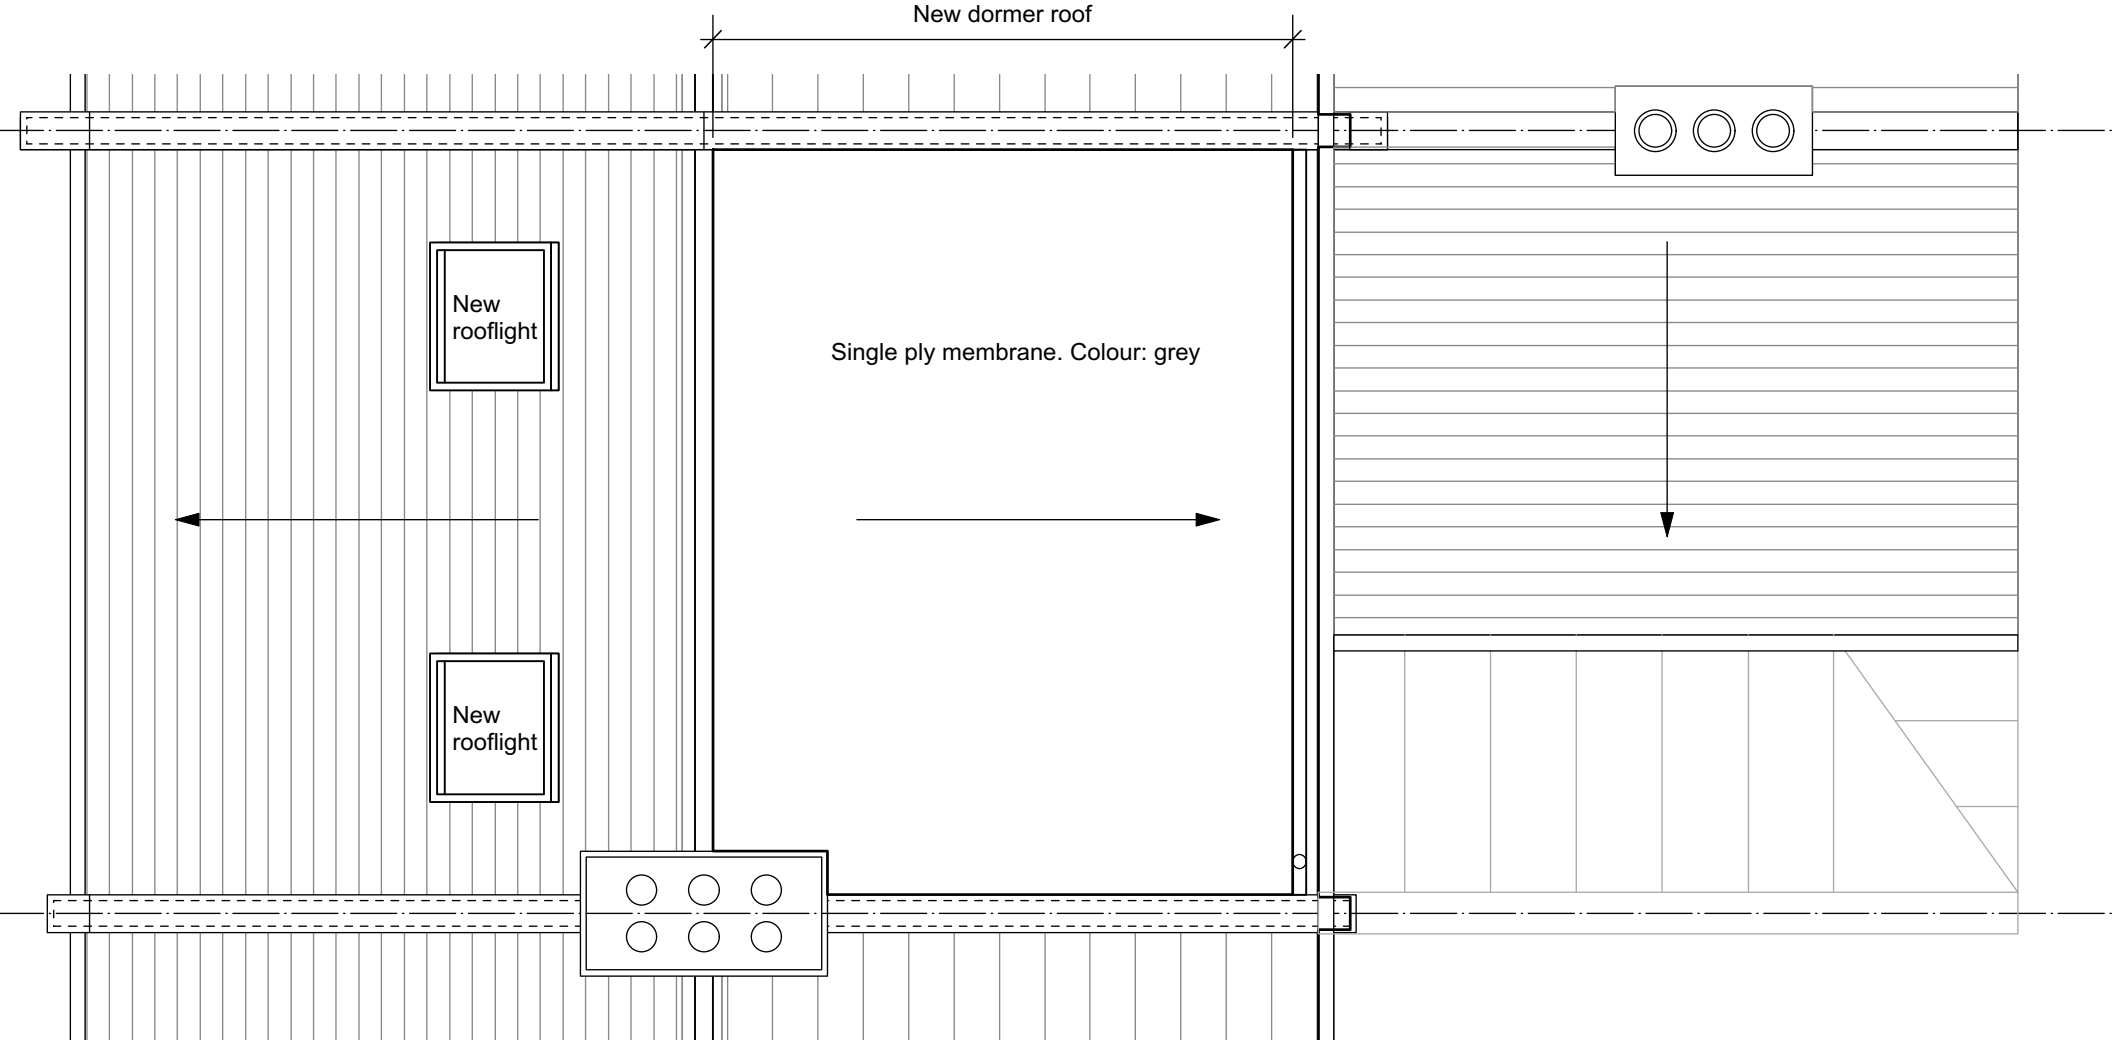 New dormer roof
New
rooflight
Single ply membrane. Colour: grey
New
rooflight